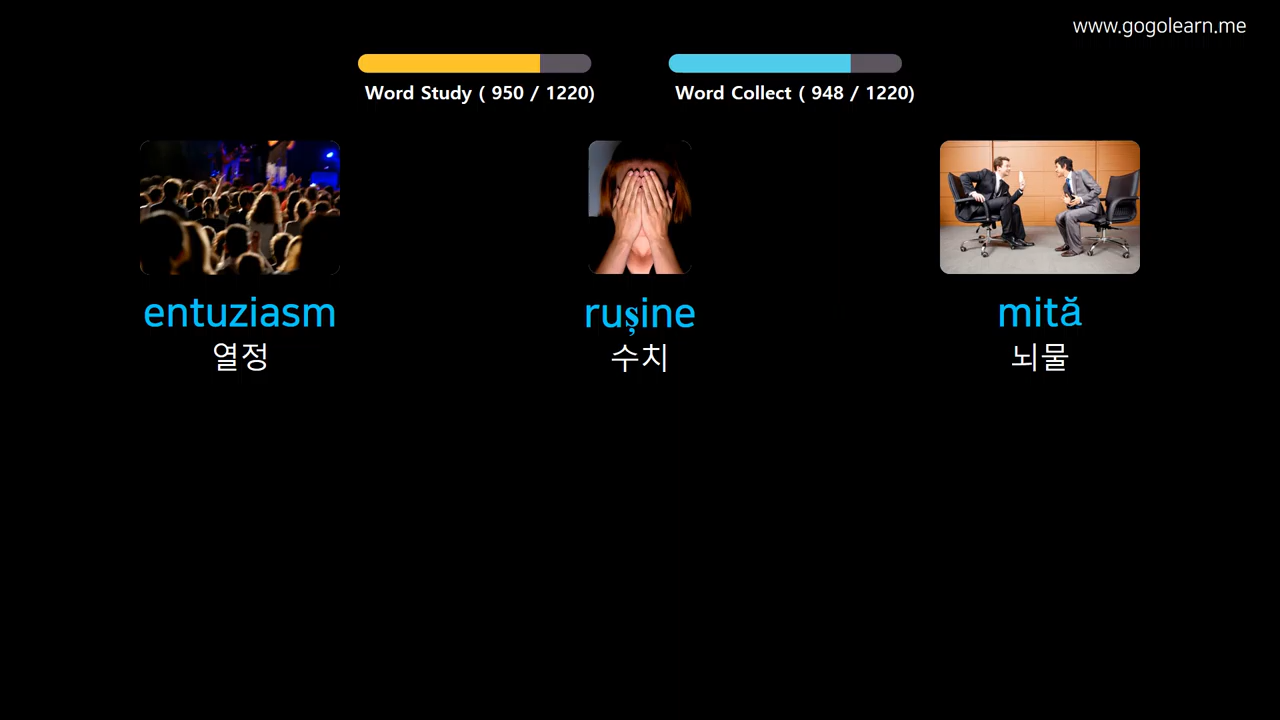 www.gogolearn.me
Word Study ( 950 / 1220)
Word Collect ( 948 / 1220)
entuziasm
열정
rușine
수치
mită
뇌물